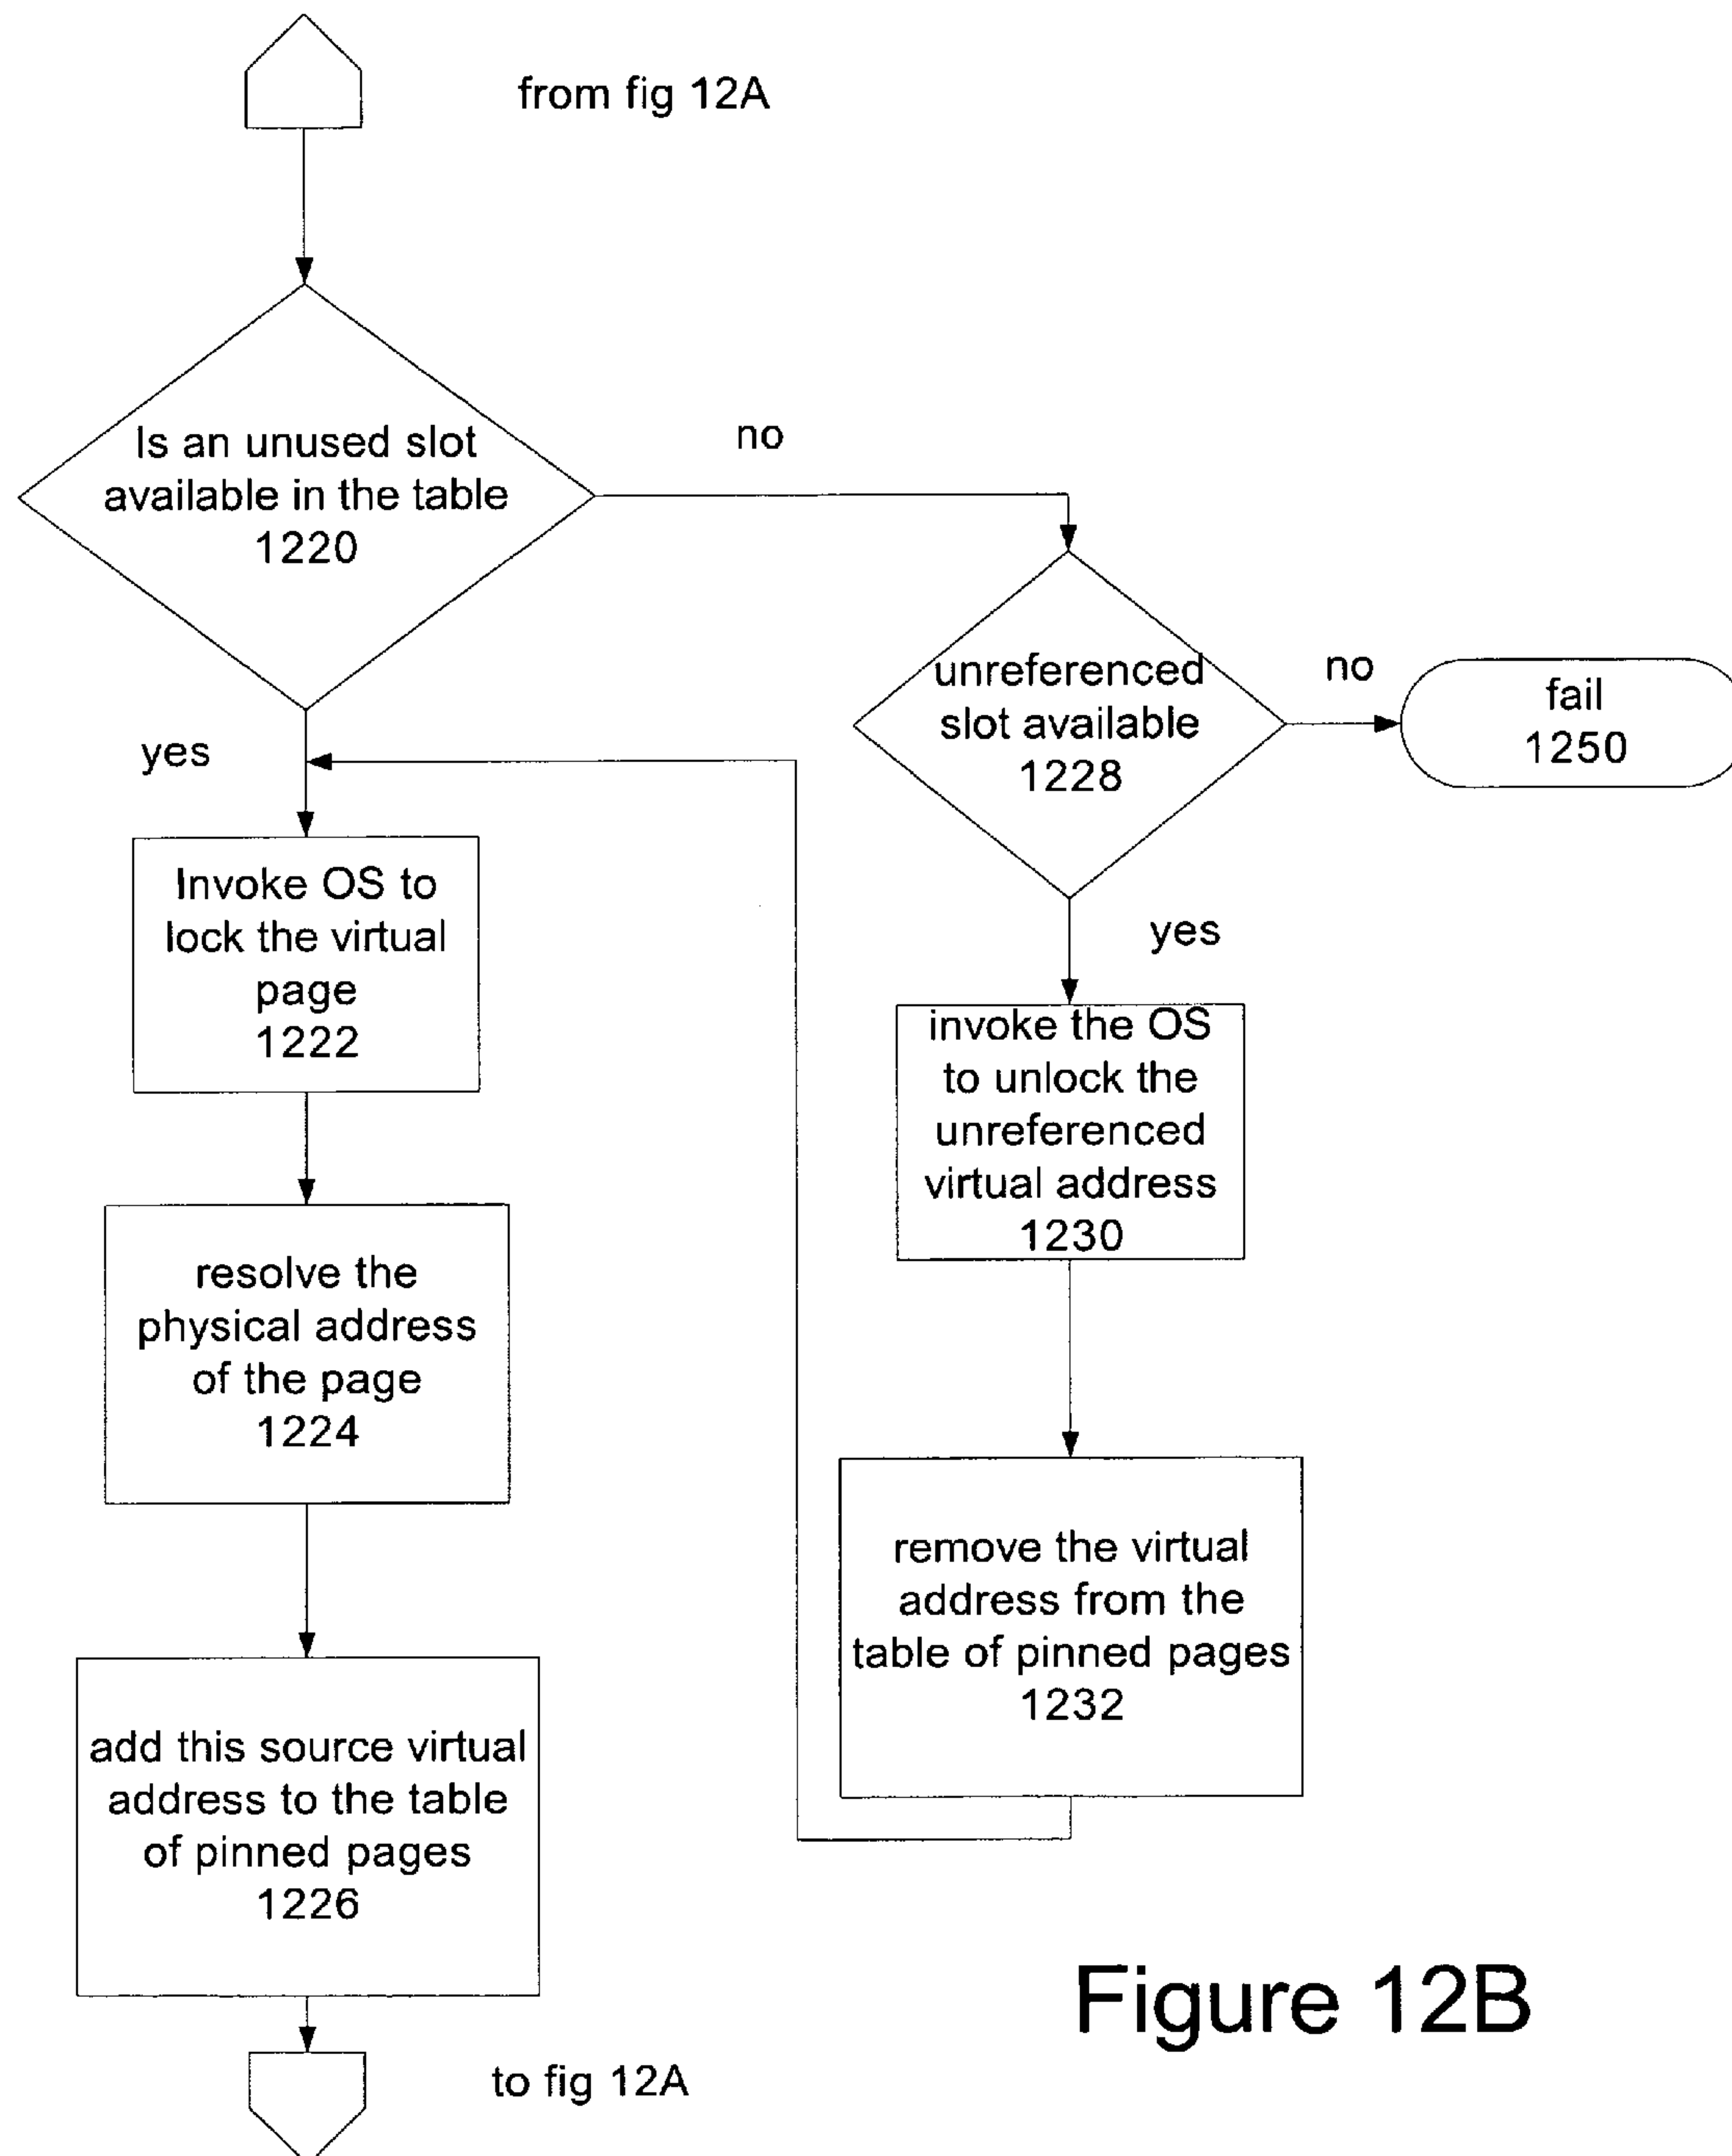 from fig 12A
Is an unused slot
available in the table
1220
no
unreferenced
slot available
1228
no
fail
1250
yes
Invoke OS to
lock the virtual
page
1222
yes
invoke the OS
to unlock the
unreferenced
virtual address
1230
resolve the
physical address
of the page
1224
remove the virtual
address from the
table of pinned pages
1232
add this source virtual
address to the table
of pinned pages
1226
to fig 12A
Figure 12B